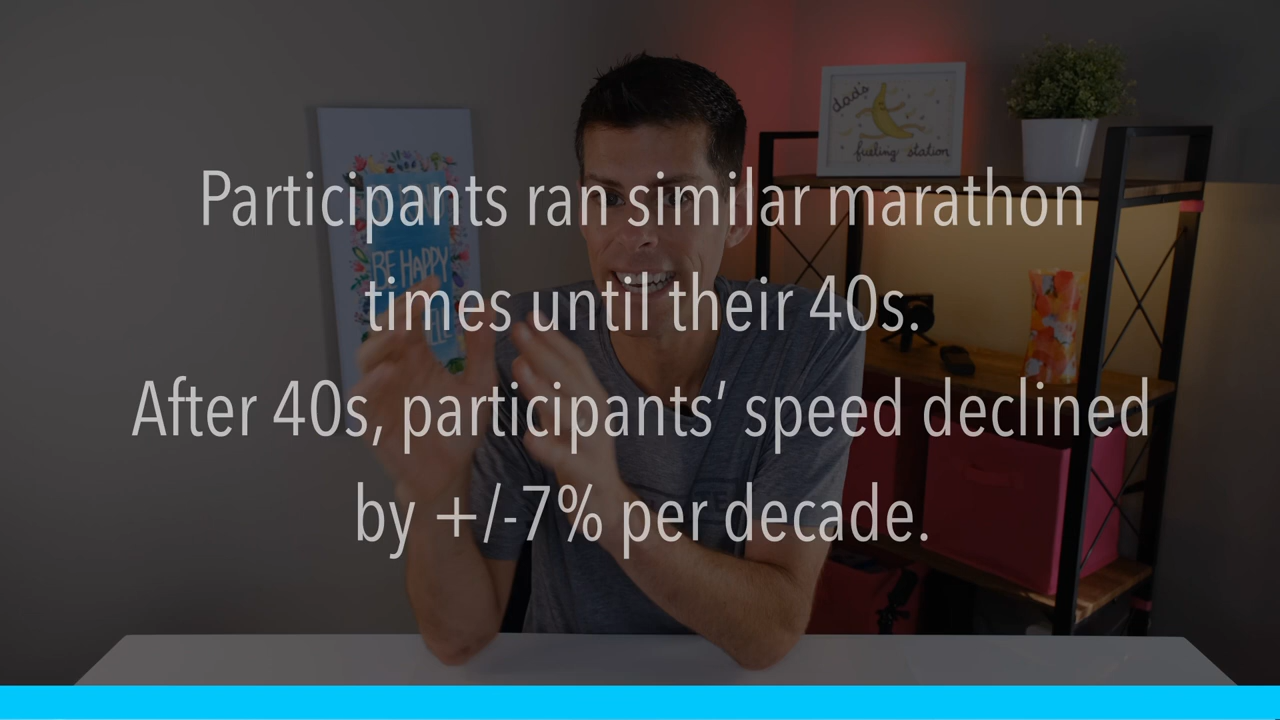 dad's
fueling station
Participants ran similar marathon
times until their 40s.
BE HAPPY
After 40s, participants’ speed declined
by +/-7% per decade.